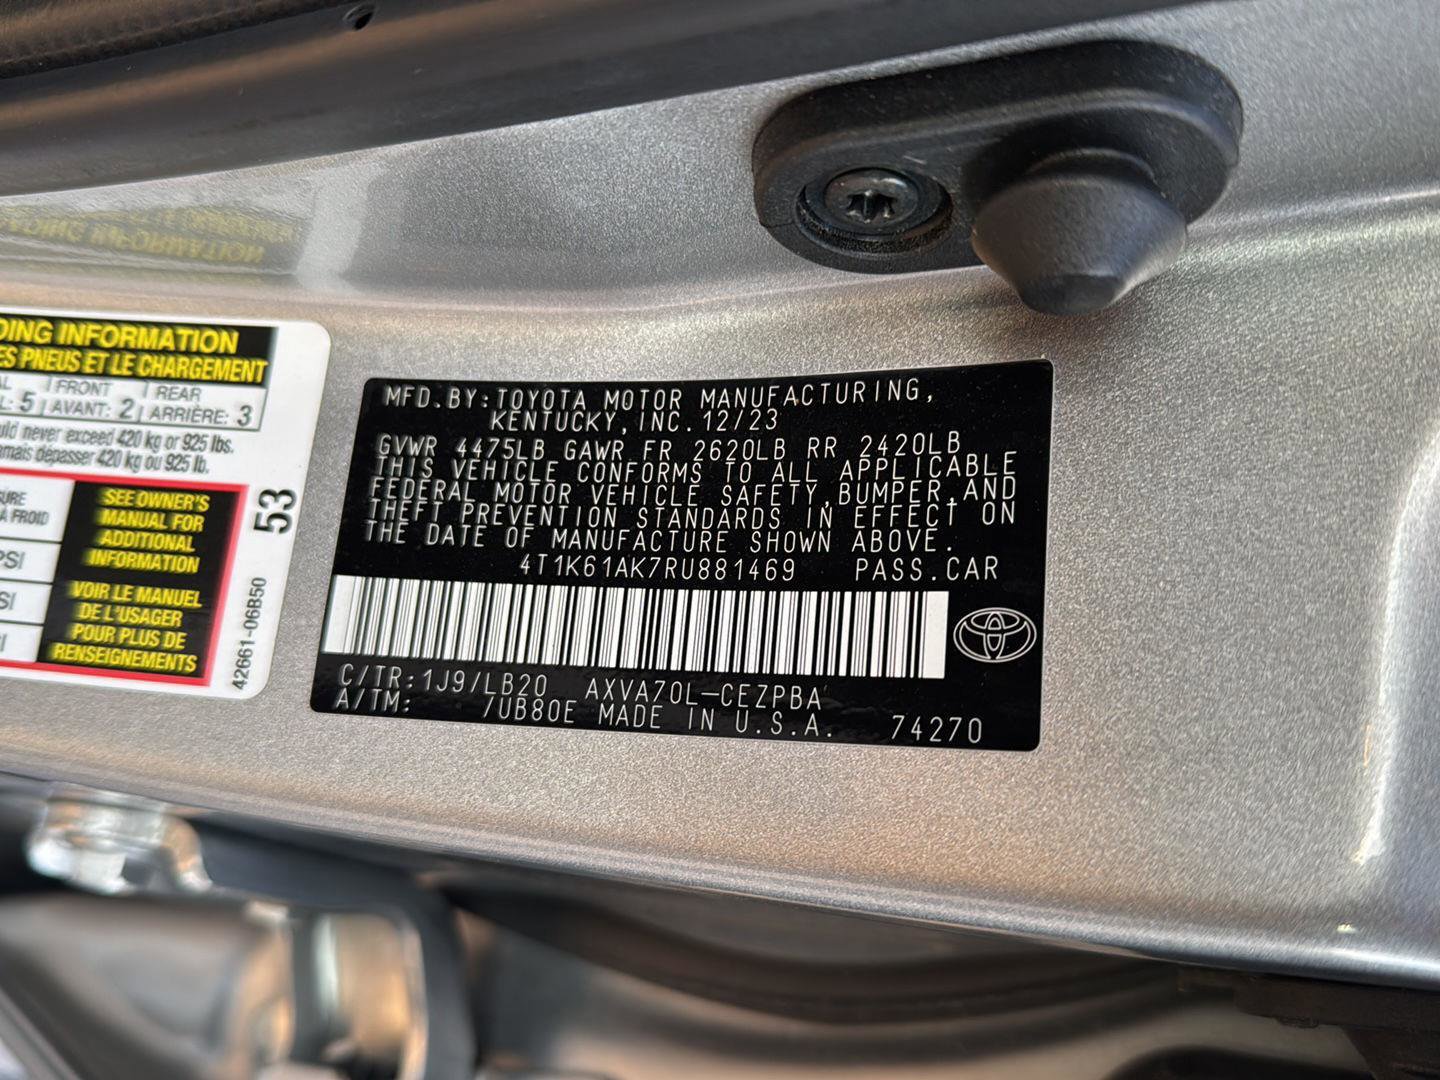 DING INFORMATION
ES PNEUS ET LE CHARGEMENT
FRONT
REAR
5
AVANT: 2
ARRIÈRE: 3
never exceed 420 kg or 925 lbs.
dépasser 420 kg ou 925 lb.
À FROID
SEE OWNER'S
MANUAL FOR
ADDITIONAL
INFORMATION
VOIR LE MANUEL
DE L'USAGER
POUR PLUS DE
RENSEIGNEMENTS
53
42661-06B50
MFD.BY:TOYOTA MOTOR MANUFACTURING,
KENTUCKY,INC.12/23
GVWR 4475LB GAWR FR 2620LB RR 2420LB
THIS VEHICLE CONFORMS TO ALL APPLICABLE
FEDERAL MOTOR VEHICLE SAFETY,BUMPER,AND
THEFT PREVENTION STANDARDS IN EFFECT ON
THE DATE OF MANUFACTURE SHOWN ABOVE.
4T1K61AK7RU881469 PASS.CAR
C/TR:1J9/LB20 AXVA70L-CEZPBA
A/TM: /UB80E MADE IN U.S.A. 74270